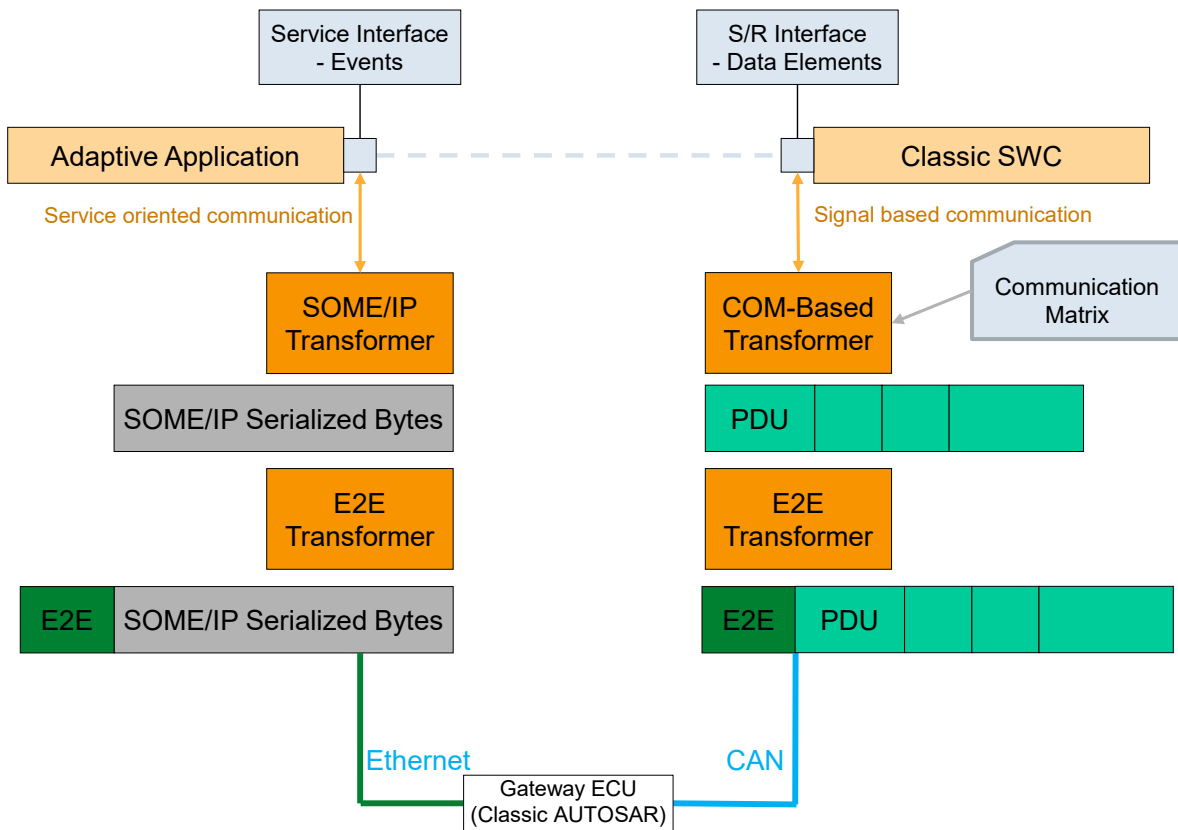 Service Interface
- Events
S/R Interface
- Data Elements
Adaptive Application
Classic SWC
Service oriented communication
Signal based communication
SOME/IP
Transformer
COM-Based
Transformer
Communication
Matrix
SOME/IP Serialized Bytes
PDU
E2E
Transformer
E2E
Transformer
E2E
SOME/IP Serialized Bytes
E2E
PDU
Ethernet
CAN
Gateway ECU
(Classic AUTOSAR)